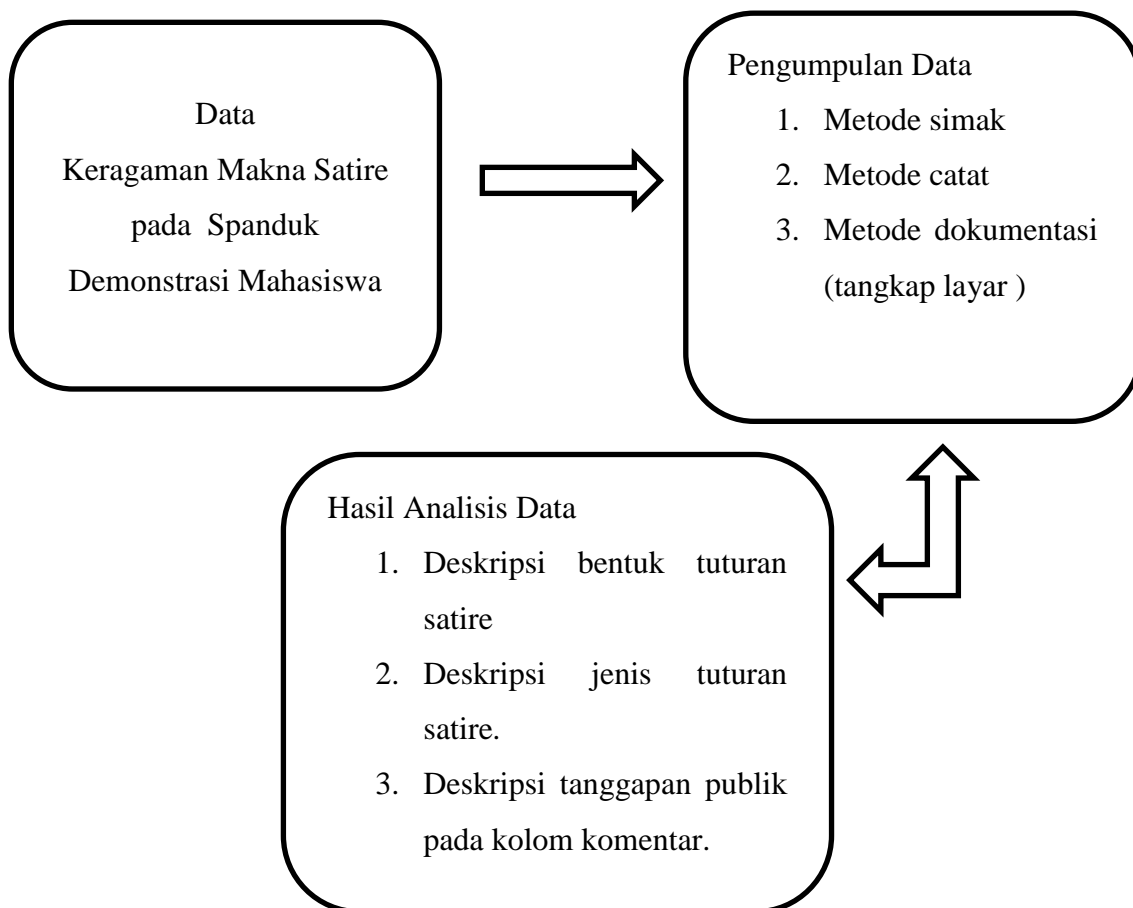 Data
Keragaman Makna Satire
pada Spanduk
Demonstrasi Mahasiswa
Pengumpulan Data
1. Metode simak
2. Metode catat
3. Metode dokumentasi
(tangkap layar )
Hasil Analisis Data
1. Deskripsi bentuk tuturan
satire
2. Deskripsi jenis tuturan
satire.
3. Deskripsi tanggapan publik
pada kolom komentar.